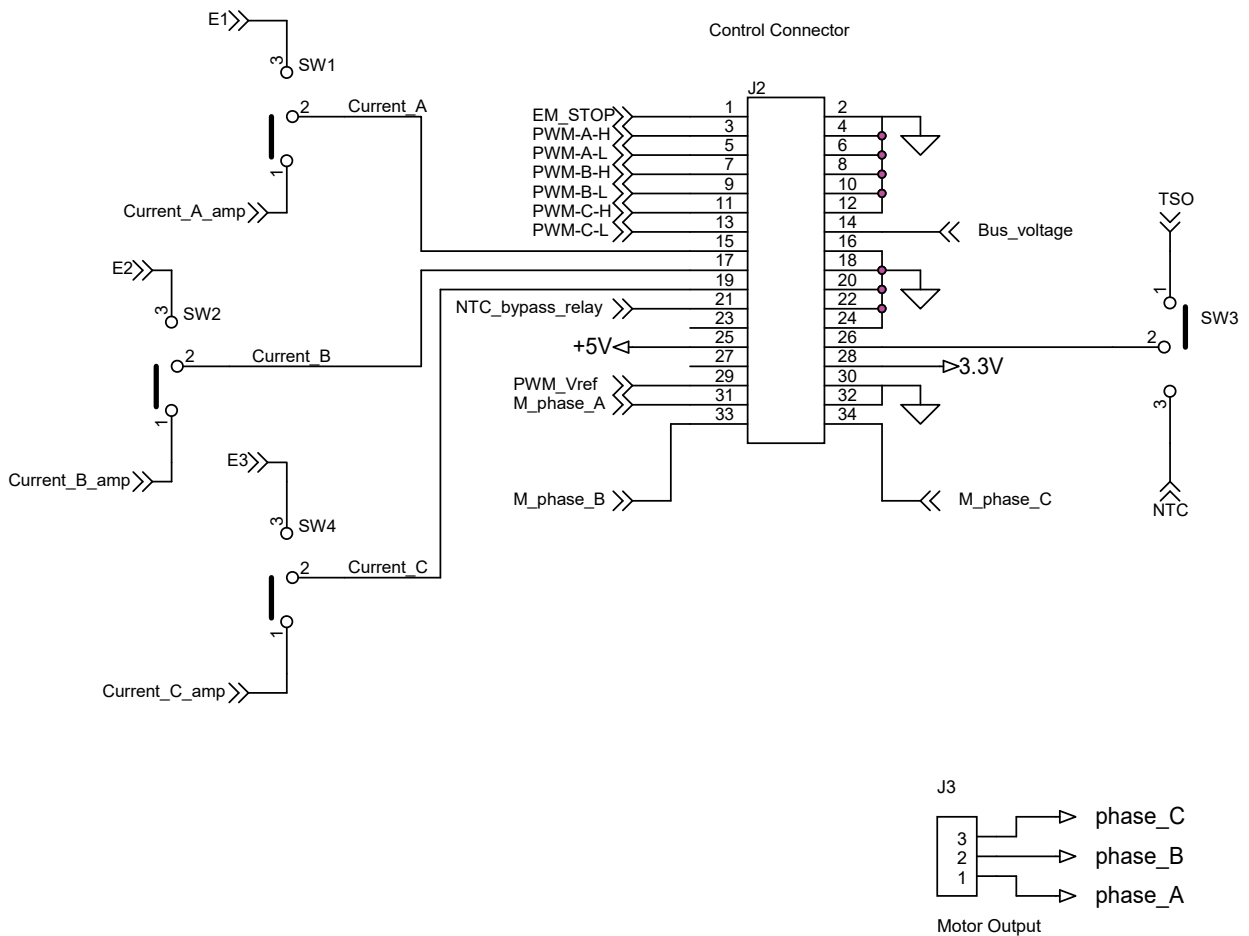 E1
3
SW1
2
Current_A
1
Current_A_amp
E2
3
SW2
2
Current_B
1
Current_B_amp
E3
3
SW4
2
Current_C
1
Current_C_amp
Control Connector
J2
EM_STOP 1 2
PWM-A-H 3 4
PWM-A-L 5 6
PWM-B-H 7 8
PWM-B-L 9 10
PWM-C-H 11 12
PWM-C-L 13 14 Bus_voltage
15 16
17 18
19 20
NTC_bypass_relay 21 22
23 24
+5V 25 26
27 28 3.3V
PWM_Vref 29 30
M_phase_A 31 32
33 34
M_phase_B
M_phase_C
TSO
1
SW3
2
3
NTC
J3
3 phase_C
2 phase_B
1 phase_A
Motor Output